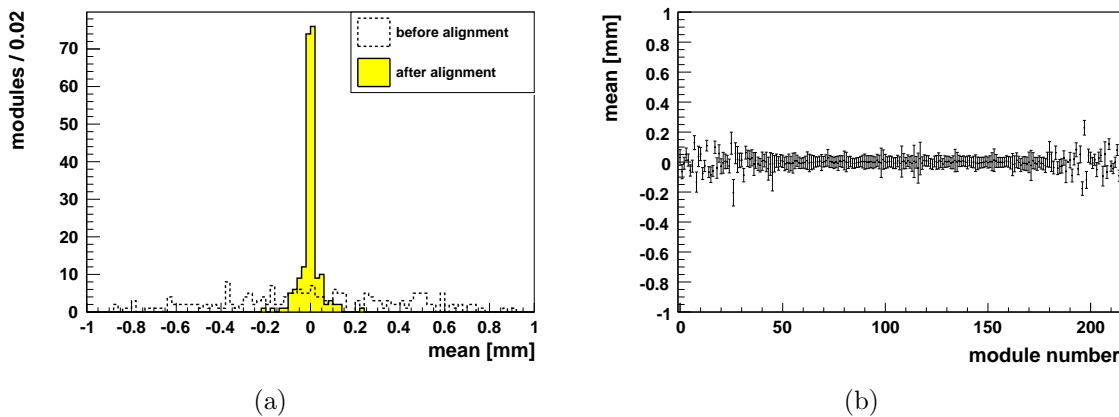 modules / 0.02
70
60
50
40
30
20
10
0
-1 -0.8 -0.6 -0.4 -0.2 0 0.2 0.4 0.6 0.8 1
mean [mm]
before alignment
after alignment
(a)
mean [mm]
1
0.8
0.6
0.4
0.2
0
-0.2
-0.4
-0.6
-0.8
-1
0 50 100 150 200
module number
(b)